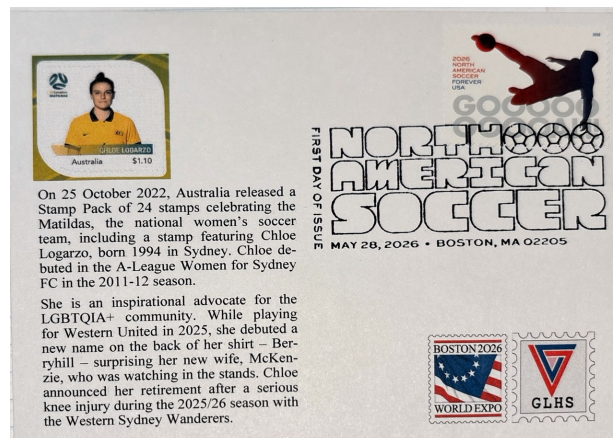 CHLOE LOGARZO
Australia $1.10
On 25 October 2022, Australia released a
Stamp Pack of 24 stamps celebrating the
Matildas, the national women's soccer
team, including a stamp featuring Chloe
Logarzo, born 1994 in Sydney. Chloe de-
buted in the A-League Women for Sydney
FC in the 2011-12 season.
She is an inspirational advocate for the
LGBTQIA+ community. While playing
for Western United in 2025, she debuted a
new name on the back of her shirt – Ber-
ryhill – surprising her new wife, McKen-
zie, who was watching in the stands. Chloe
announced her retirement after a serious
knee injury during the 2025/26 season with
the Western Sydney Wanderers.
2026
NORTH
AMERICAN
SOCCER
FOREVER
USA
GOOOOO
FIRST DAY OF ISSUE
NORTH
AMERICAN
SOCCER
MAY 28, 2026 • BOSTON, MA 02205
BOSTON 2026
WORLD EXPO
GLHS